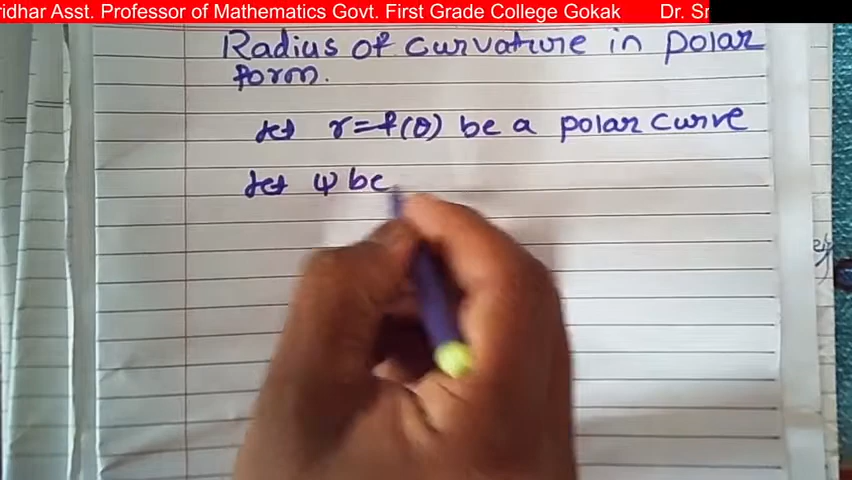 ridhar Asst. Professor of Mathematics Govt. First Grade College Gokak Dr. Sr
Radius of curvature in polar
form.
let r=f(θ) be a polar curve
let ψ be